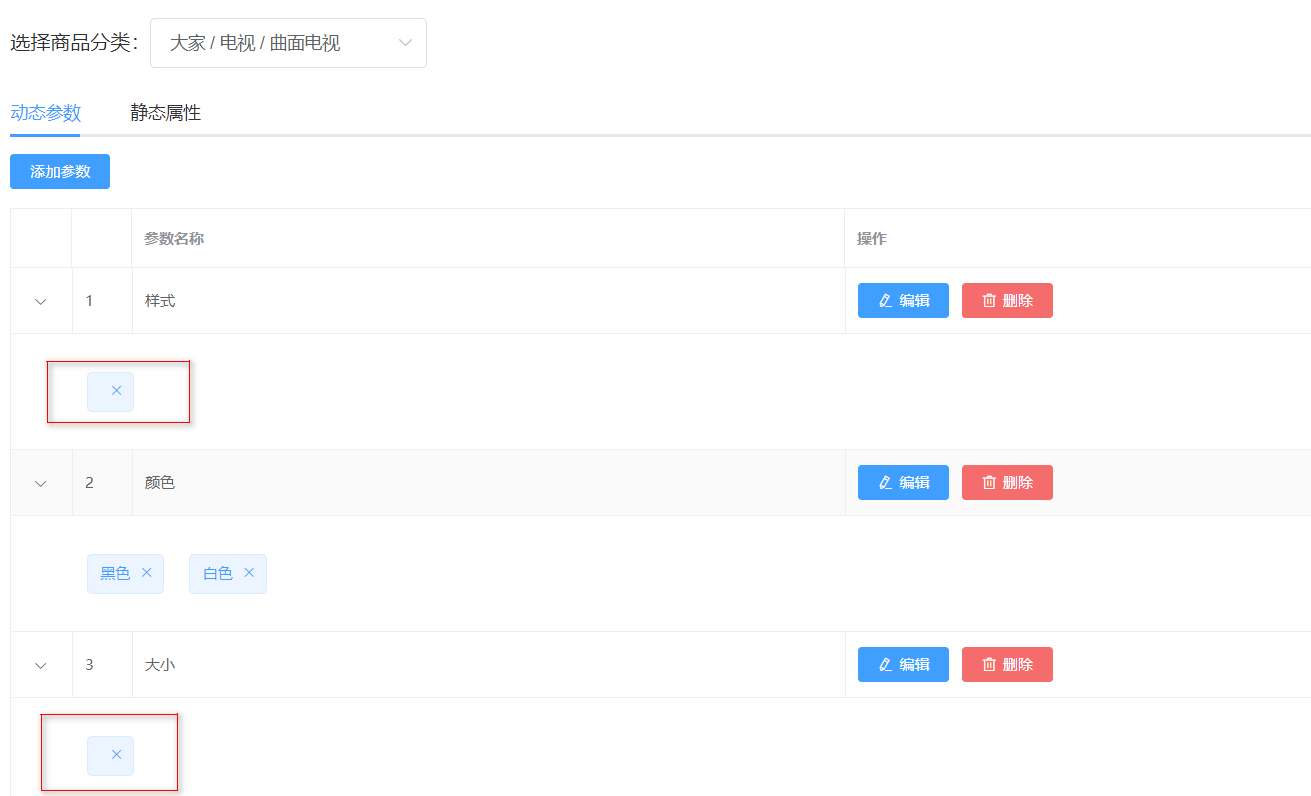 选择商品分类：
大家 / 电视 / 曲面电视
动态参数 静态属性
添加参数
参数名称 操作
1 样式 编辑 删除
2 颜色 编辑 删除
黑色 白色
3 大小 编辑 删除